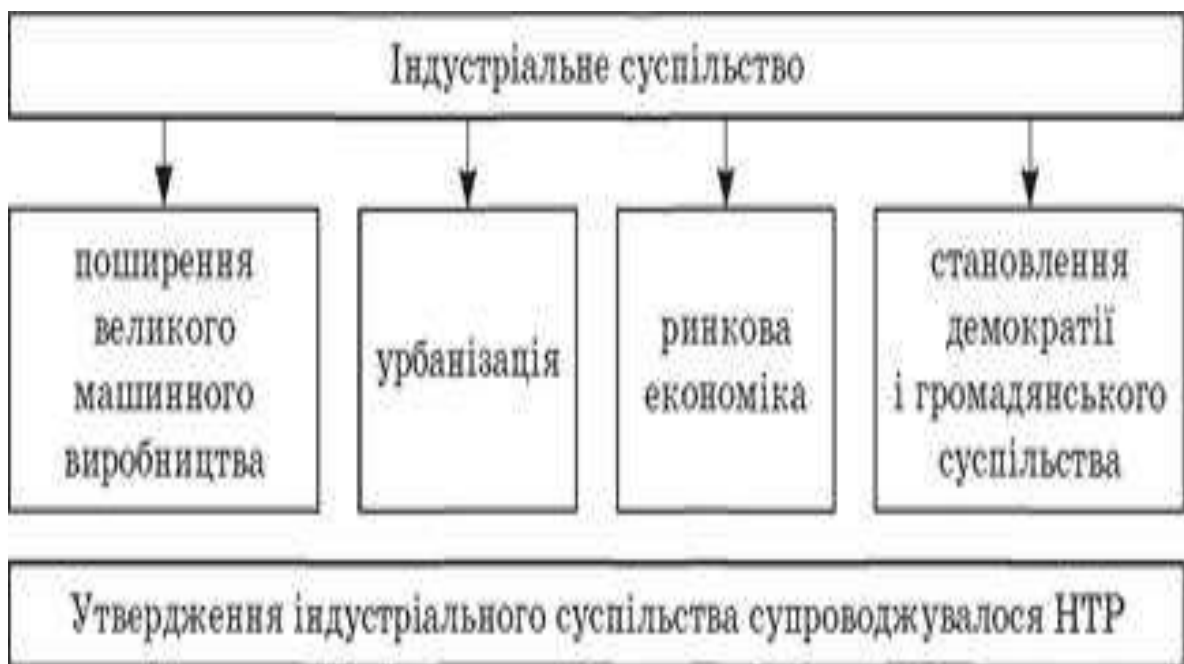 Індустріальне суспільство
поширення
великого
машинного
виробництва
урбанізація
ринкова
економіка
становлення
демократії
і громадянського
суспільства
Утвердження індустріального суспільства супроводжувалося НТР